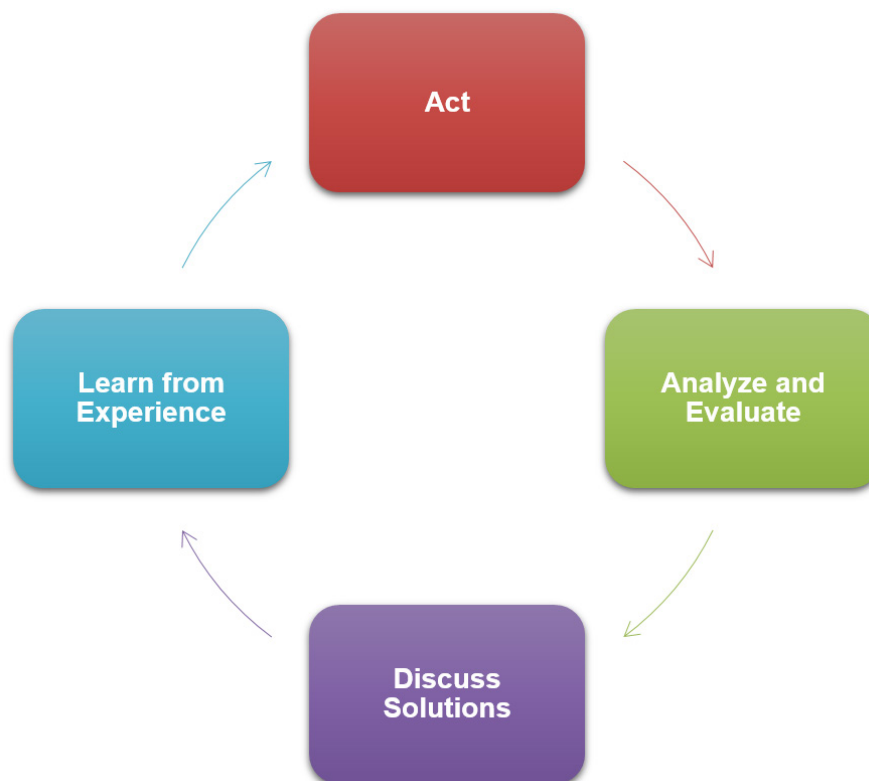 Act
Analyze and
Evaluate
Discuss
Solutions
Learn from
Experience